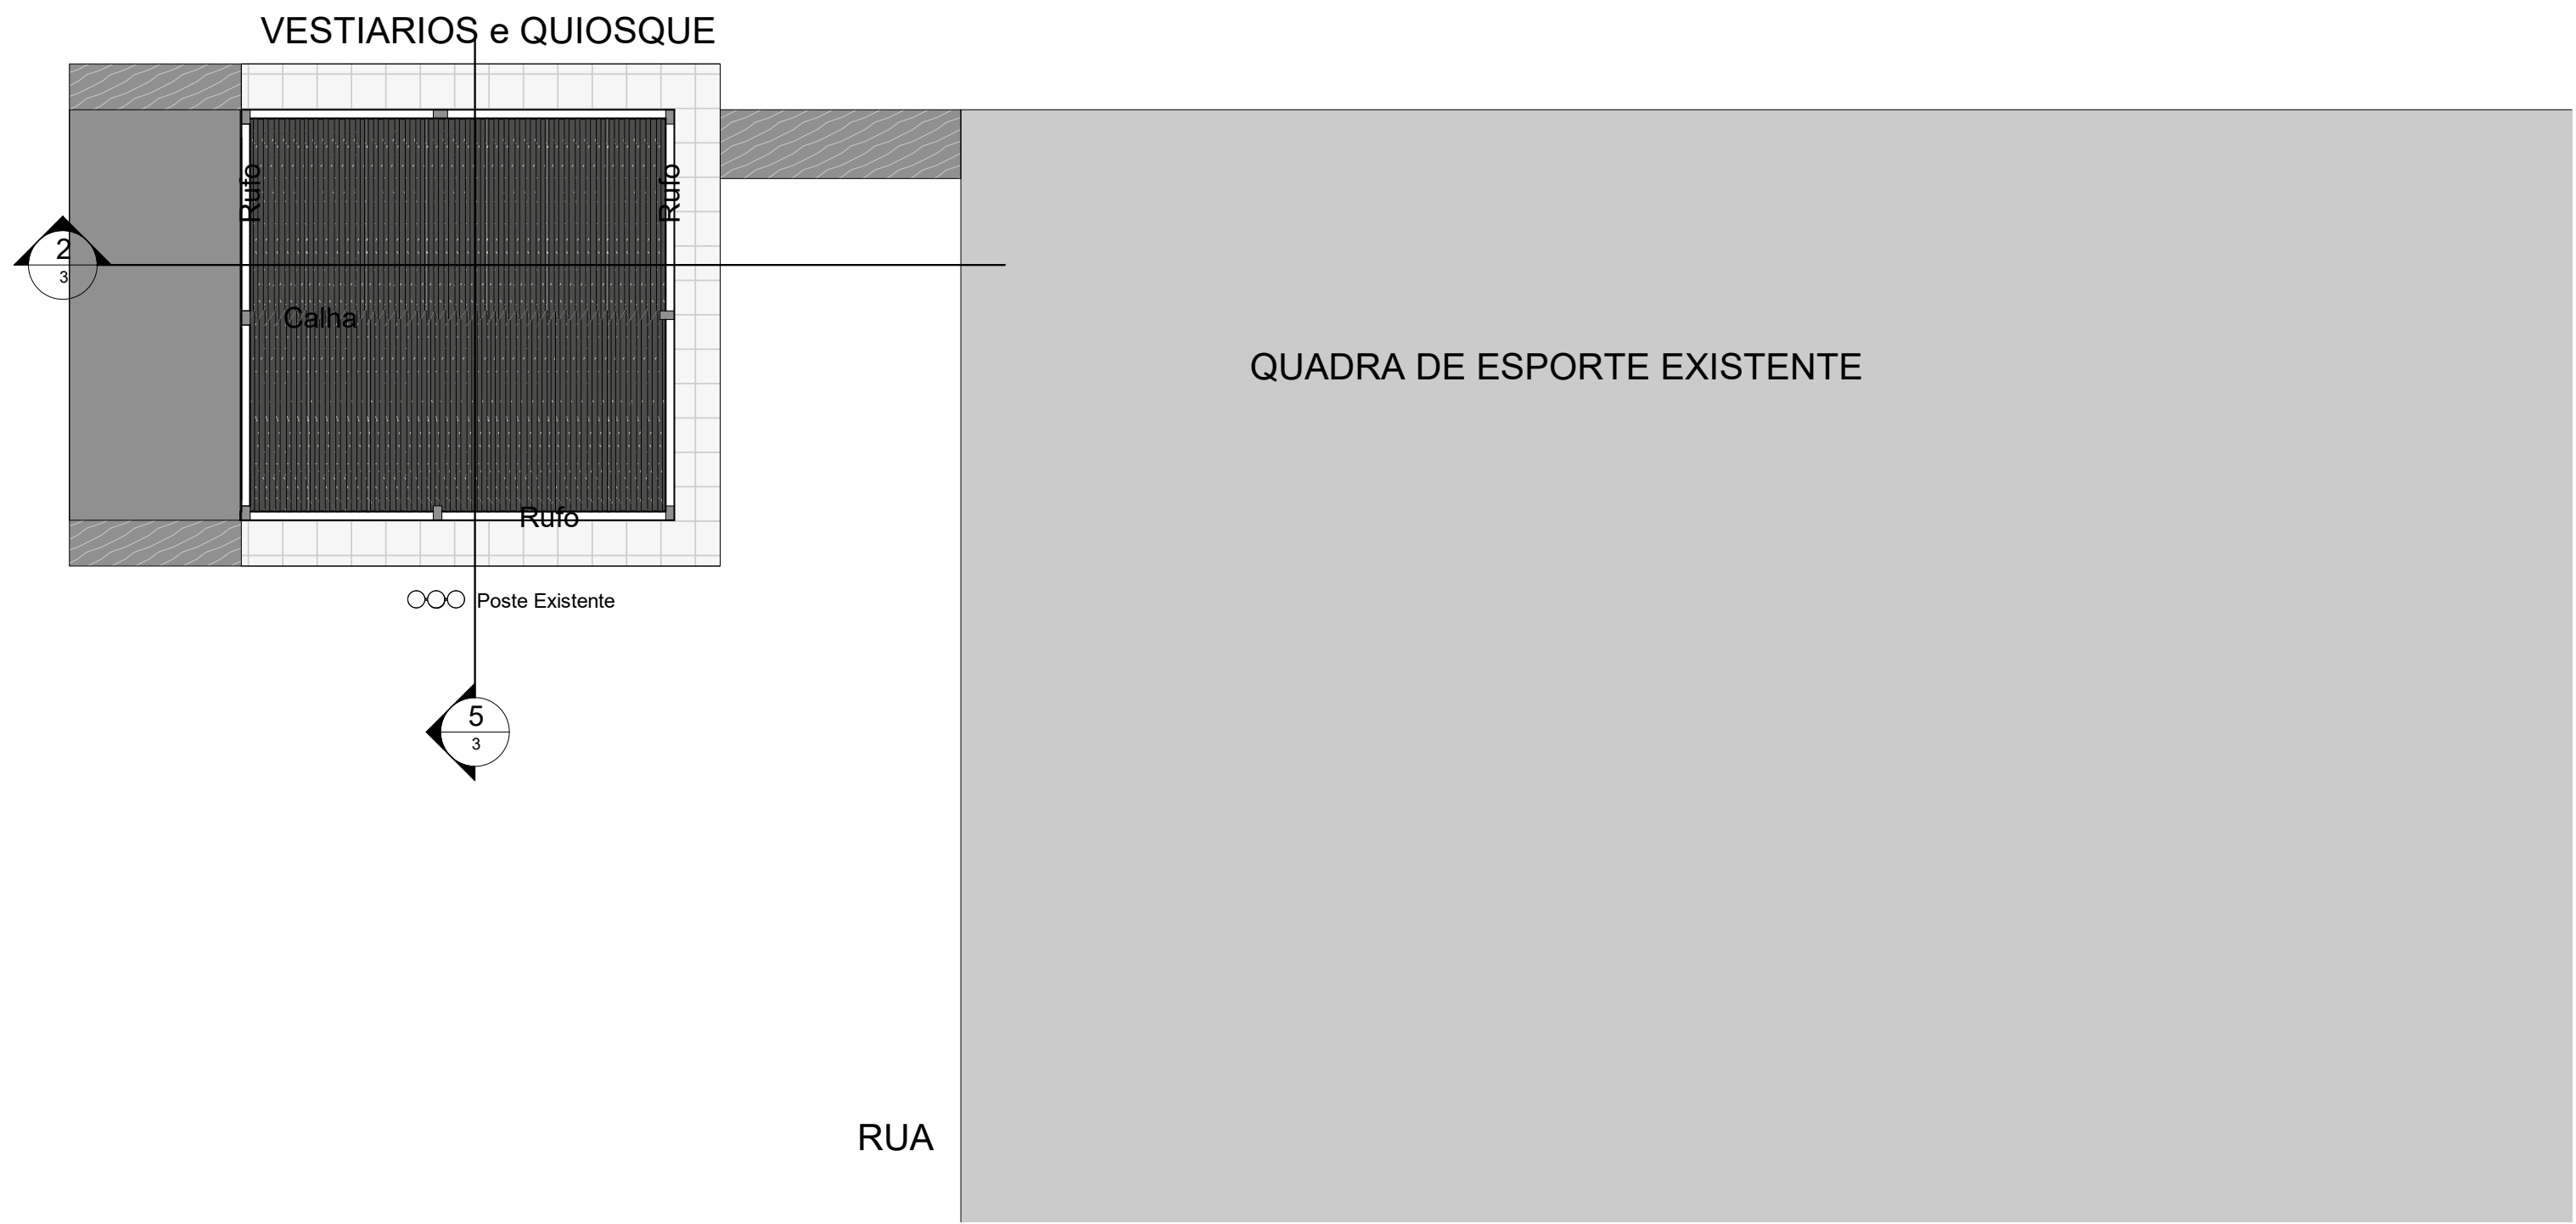 VESTIARIOS e QUIOSQUE
Rufo
Rufo
2
3
Calha
QUADRA DE ESPORTE EXISTENTE
Rufo
Poste Existente
5
3
RUA